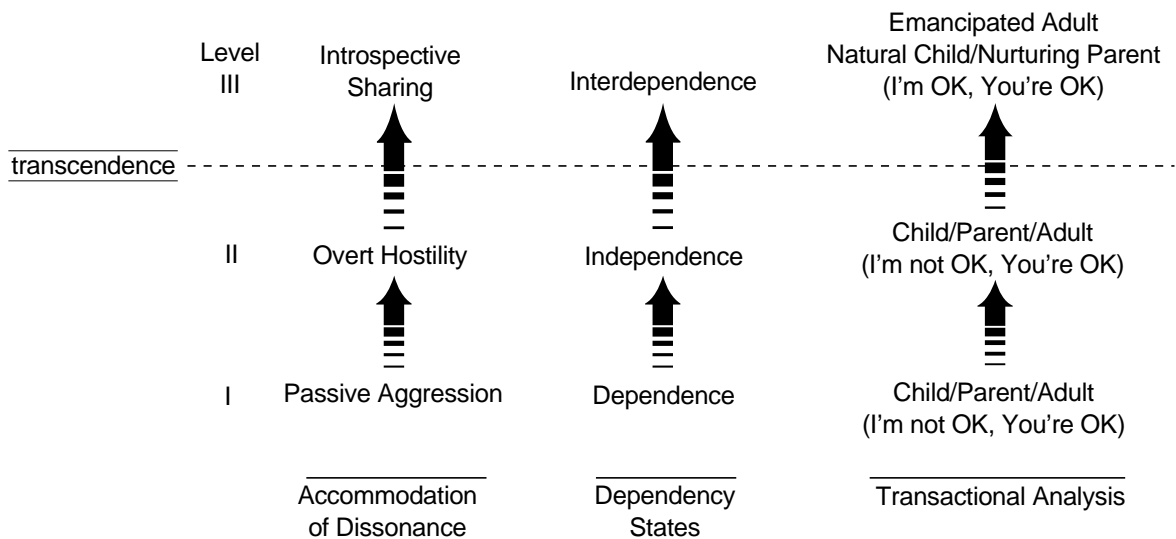 Level
III
Introspective
Sharing
Interdependence
Emancipated Adult
Natural Child/Nurturing Parent
(I'm OK, You're OK)
transcendence
II
Overt Hostility
Independence
Child/Parent/Adult
(I'm not OK, You're OK)
I
Passive Aggression
Dependence
Child/Parent/Adult
(I'm not OK, You’re OK)
Accommodation
of Dissonance
Dependency
States
Transactional Analysis